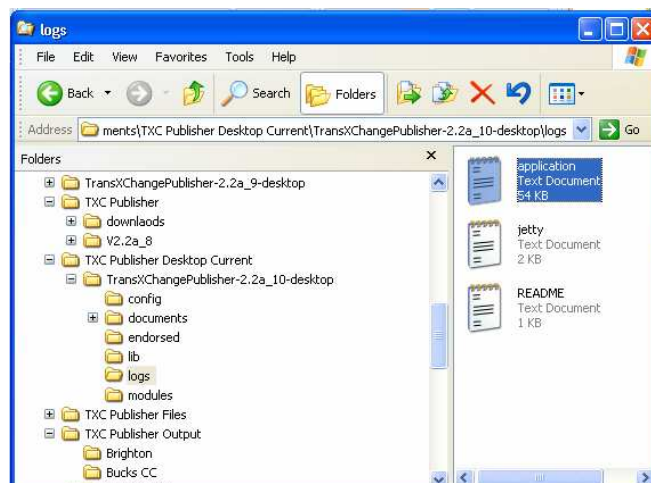 logs
File Edit View Favorites Tools Help
Back Search Folders
Address ments\TXC Publisher Desktop Current\TransXChangePublisher-2.2a_10-desktop\logs Go
Folders
TransXChangePublisher-2.2a_9-desktop
TXC Publisher
downlaods
V2.2a_8
TXC Publisher Desktop Current
TransXChangePublisher-2.2a_10-desktop
config
documents
endorsed
lib
logs
modules
TXC Publisher Files
TXC Publisher Output
Brighton
Bucks CC
application
Text Document
54 KB
jetty
Text Document
2 KB
README
Text Document
1 KB